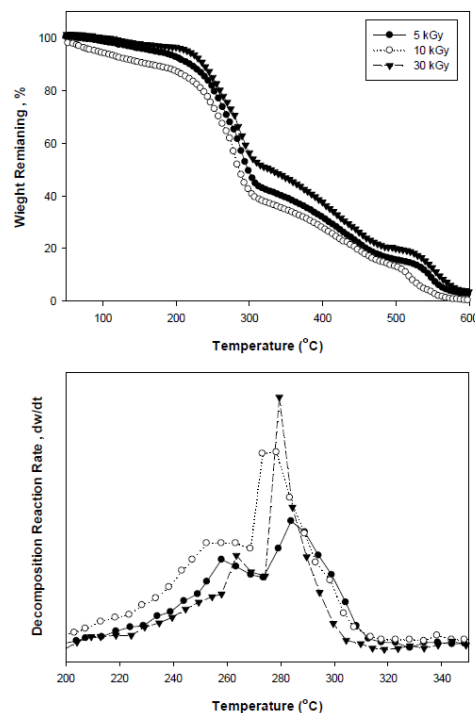 100
80
60
40
20
0
Wieght Remianing , %
5 kGy
10 kGy
30 kGy
100 200 300 400 500 600
Temperature (°C)
Decomposition Reaction Rate , dw/dt
200 220 240 260 280 300 320 340
Temperature (°C)